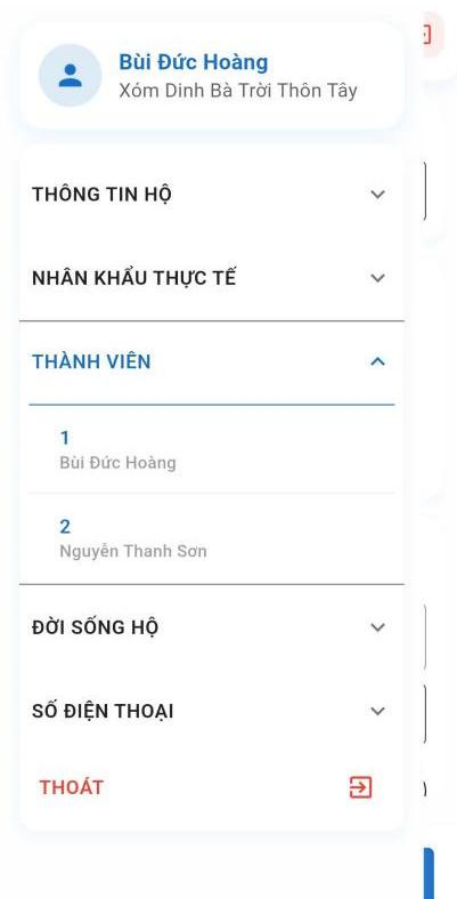 Bùi Đức Hoàng
Xóm Dinh Bà Trời Thôn Tây
THÔNG TIN HỘ
NHÂN KHẨU THỰC TẾ
THÀNH VIÊN
1
Bùi Đức Hoàng
2
Nguyễn Thanh Sơn
ĐỜI SỐNG HỘ
SỐ ĐIỆN THOẠI
THOÁT